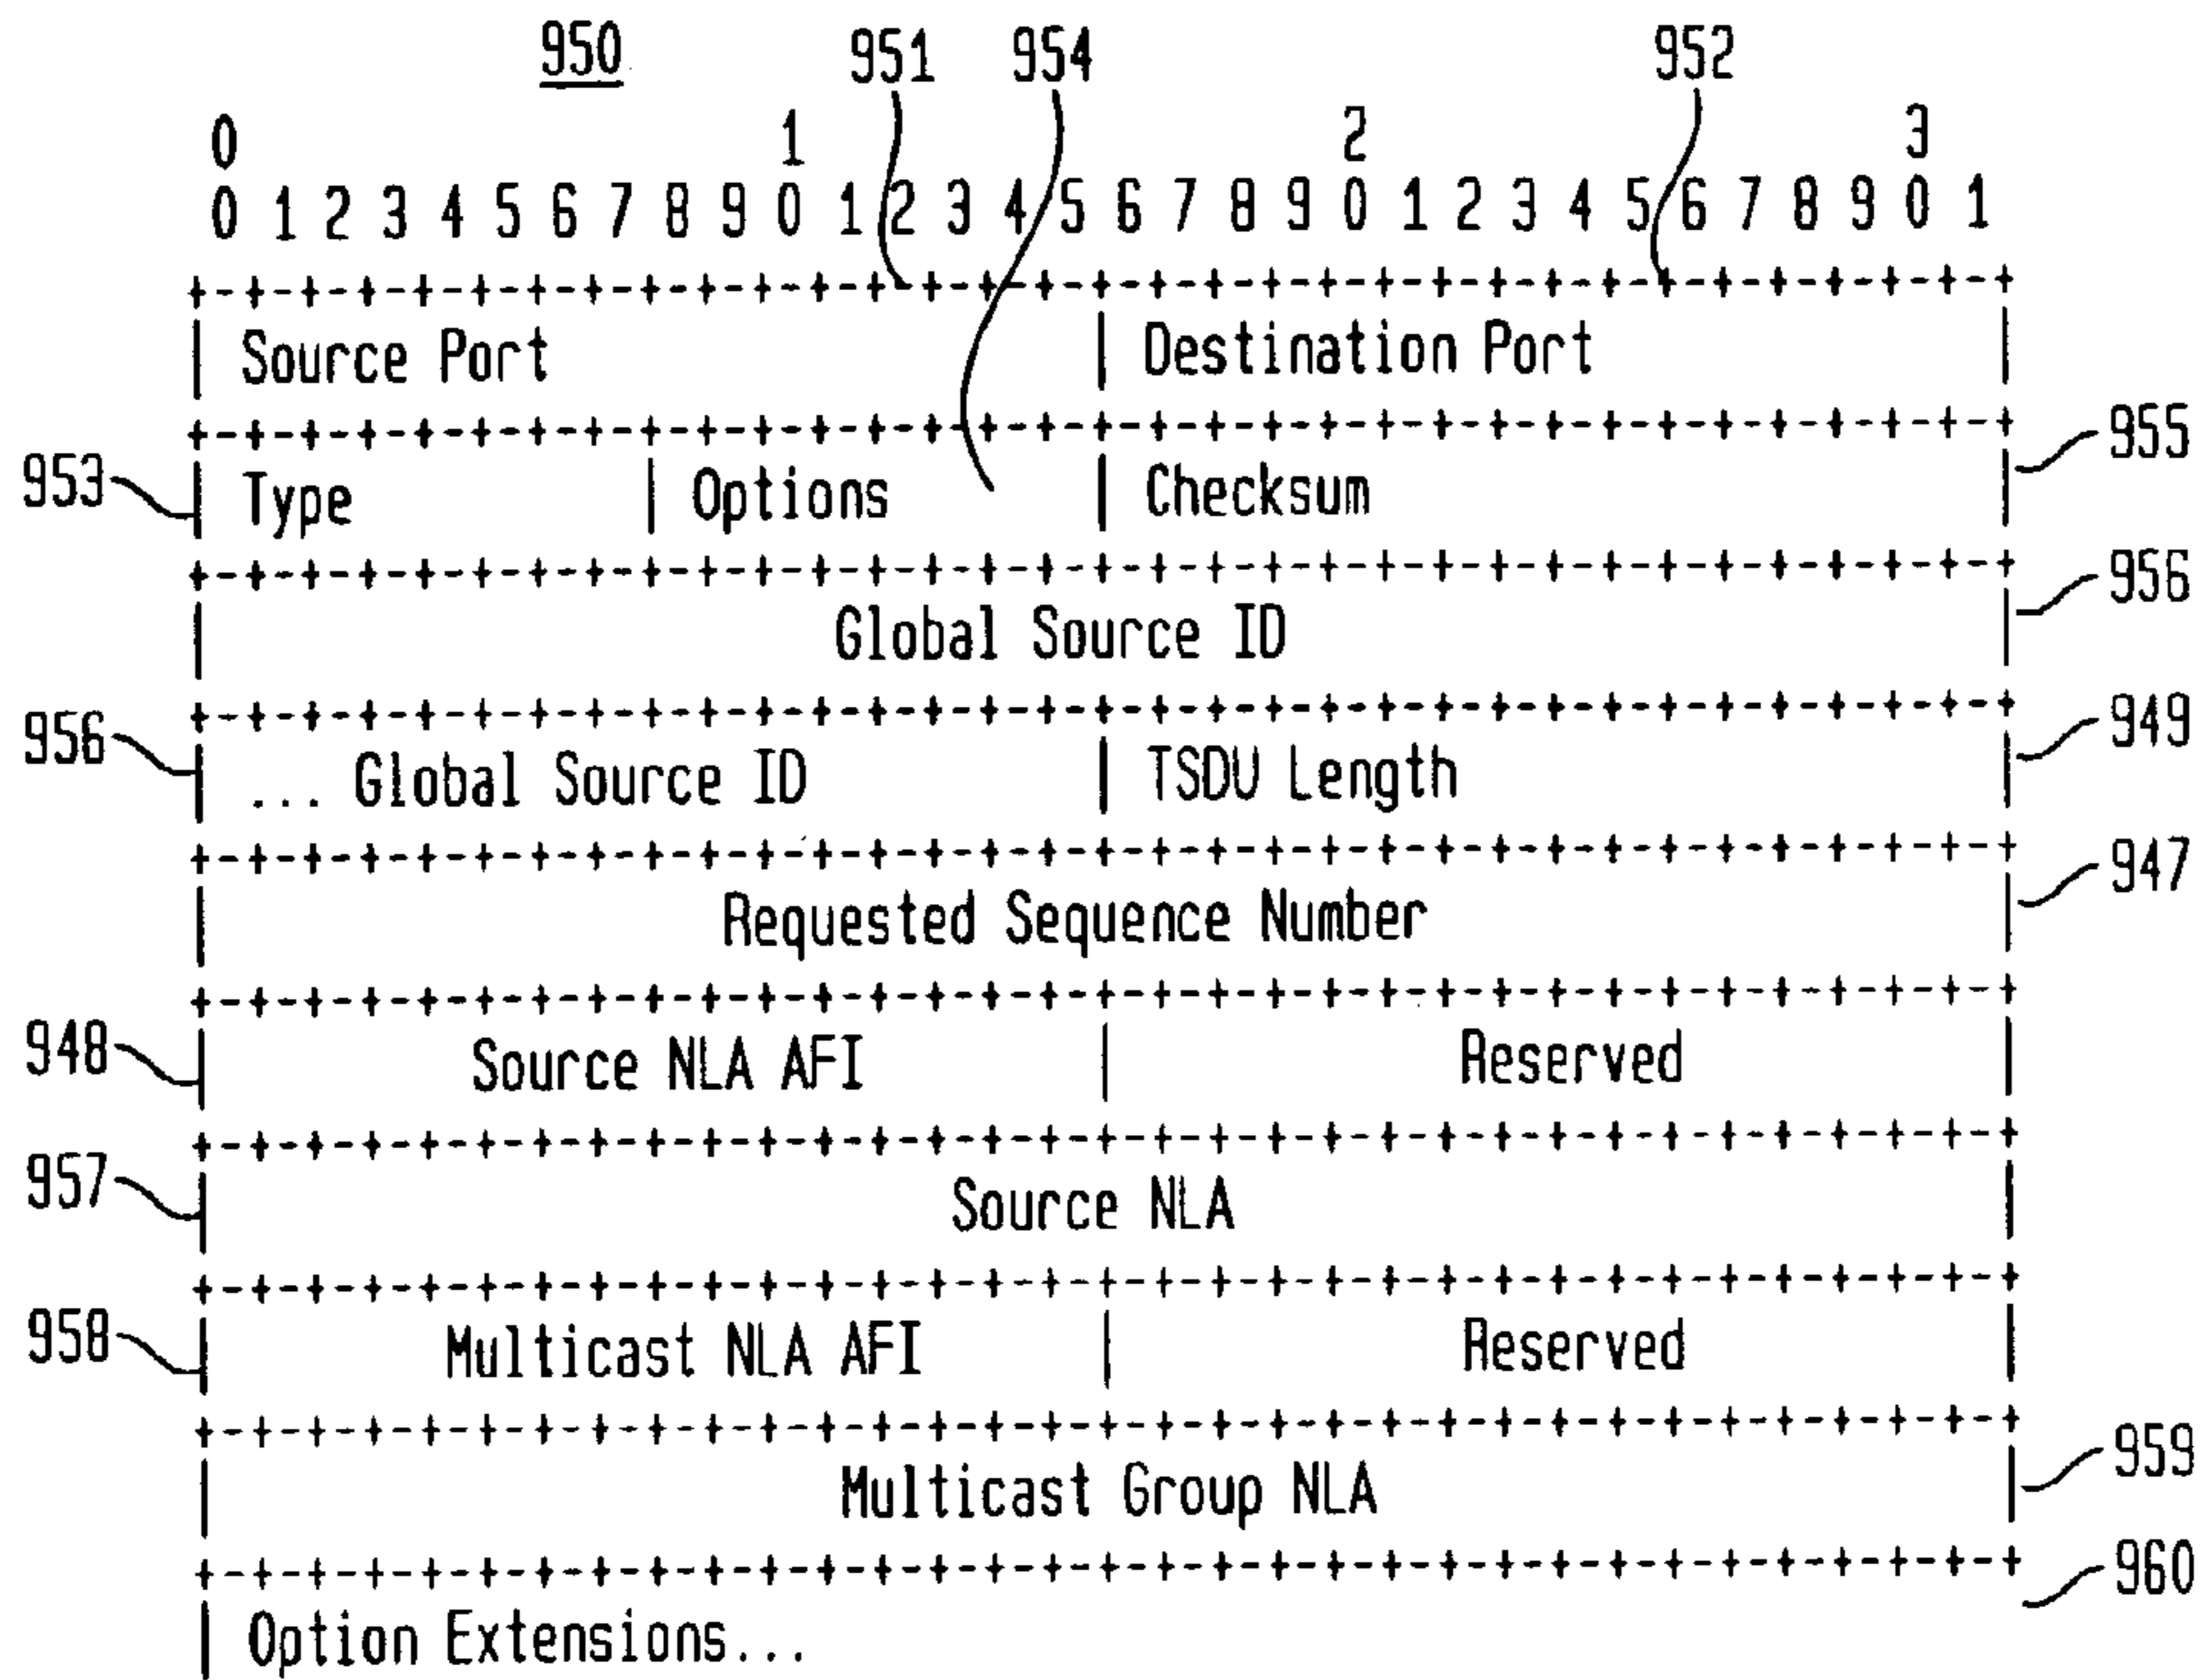 950 951 954 952
0 1 2 3
0 1 2 3 4 5 6 7 8 9 0 1 2 3 4 5 6 7 8 9 0 1 2 3 4 5 6 7 8 9 0 1
+-+-+-+-+-+-+-+-+-+-+-+-+-+-+-+-+-+-+-+-+-+-+-+-+-+-+-+-+-+-+-+-+
| Source Port | Destination Port |
+-+-+-+-+-+-+-+-+-+-+-+-+-+-+-+-+-+-+-+-+-+-+-+-+-+-+-+-+-+-+-+-+ 955
953 | Type | Options | Checksum |
+-+-+-+-+-+-+-+-+-+-+-+-+-+-+-+-+-+-+-+-+-+-+-+-+-+-+-+-+-+-+-+-+ 956
| Global Source ID |
+-+-+-+-+-+-+-+-+-+-+-+-+-+-+-+-+-+-+-+-+-+-+-+-+-+-+-+-+-+-+-+-+ 949
956 | ... Global Source ID | TSDU Length |
+-+-+-+-+-+-+-+-+-+-+-+-+-+-+-+-+-+-+-+-+-+-+-+-+-+-+-+-+-+-+-+-+ 947
| Requested Sequence Number |
+-+-+-+-+-+-+-+-+-+-+-+-+-+-+-+-+-+-+-+-+-+-+-+-+-+-+-+-+-+-+-+-+
948 | Source NLA AFI | Reserved |
+-+-+-+-+-+-+-+-+-+-+-+-+-+-+-+-+-+-+-+-+-+-+-+-+-+-+-+-+-+-+-+-+
957 | Source NLA |
+-+-+-+-+-+-+-+-+-+-+-+-+-+-+-+-+-+-+-+-+-+-+-+-+-+-+-+-+-+-+-+-+
958 | Multicast NLA AFI | Reserved |
+-+-+-+-+-+-+-+-+-+-+-+-+-+-+-+-+-+-+-+-+-+-+-+-+-+-+-+-+-+-+-+-+
| Multicast Group NLA | 959
+-+-+-+-+-+-+-+-+-+-+-+-+-+-+-+-+-+-+-+-+-+-+-+-+-+-+-+-+-+-+-+-+ 960
| Option Extensions...